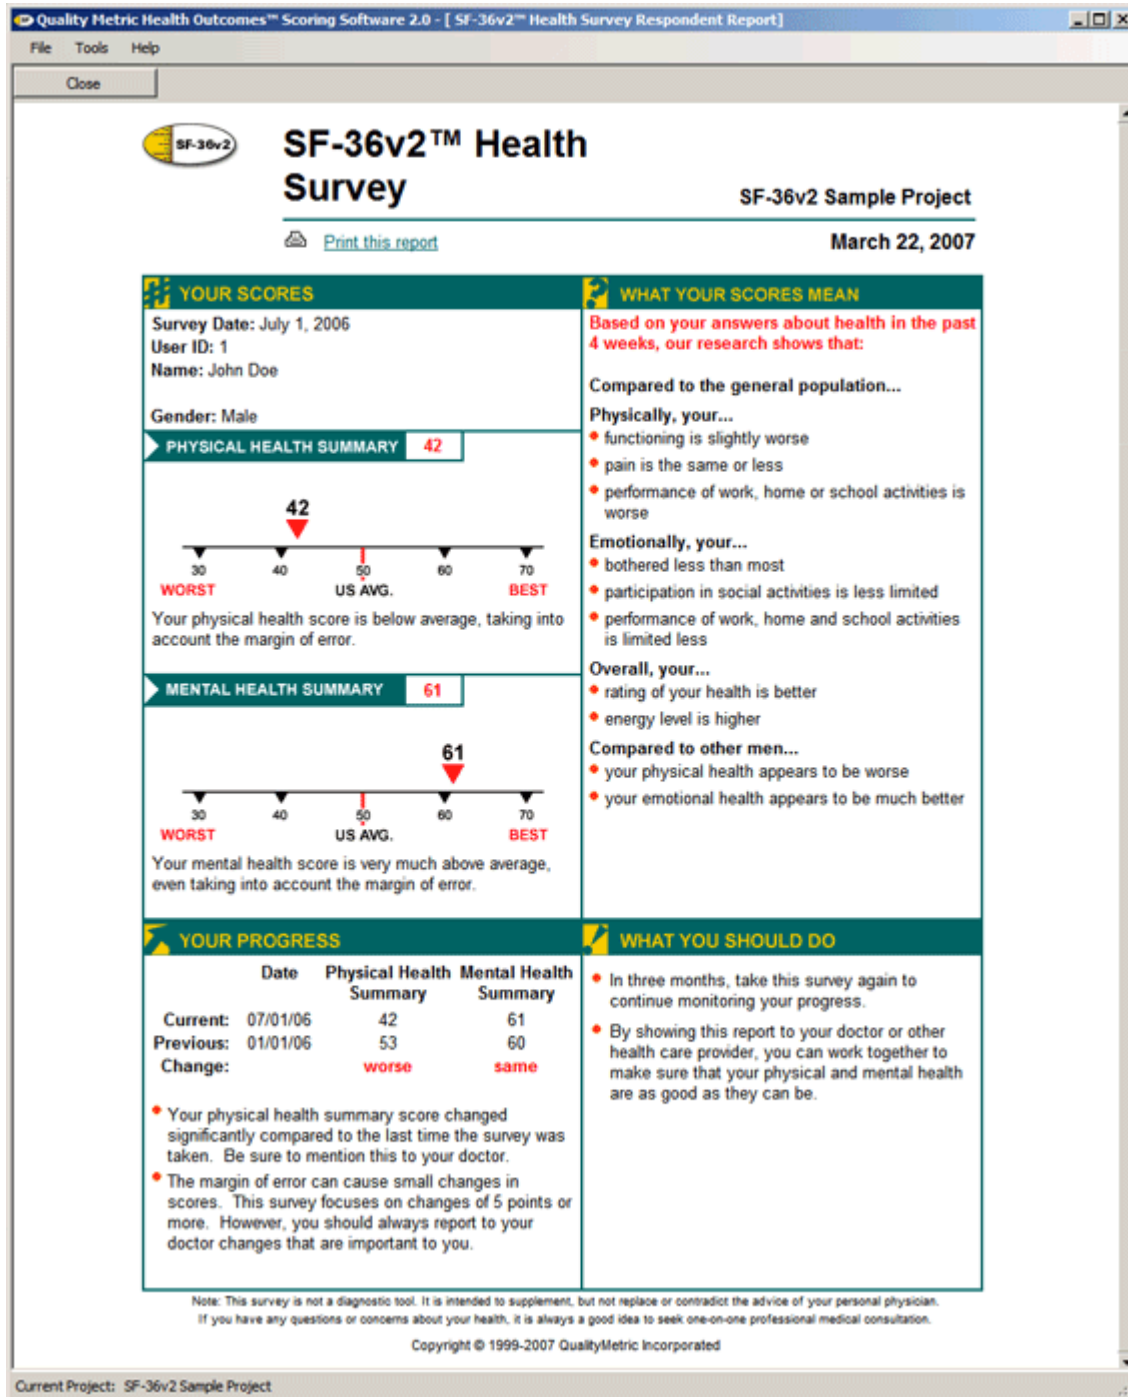 Quality Metric Health Outcomes™ Scoring Software 2.0 - [ SF-36v2™ Health Survey Respondent Report]
File Tools Help
Close
SF-36v2
SF-36v2™ Health
Survey
SF-36v2 Sample Project
Print this report
March 22, 2007
YOUR SCORES
Survey Date: July 1, 2006
User ID: 1
Name: John Doe
Gender: Male
PHYSICAL HEALTH SUMMARY 42
42
30 40 50 60 70
WORST US AVG. BEST
Your physical health score is below average, taking into
account the margin of error.
MENTAL HEALTH SUMMARY 61
61
30 40 50 60 70
WORST US AVG. BEST
Your mental health score is very much above average,
even taking into account the margin of error.
WHAT YOUR SCORES MEAN
Based on your answers about health in the past
4 weeks, our research shows that:
Compared to the general population...
Physically, your...
functioning is slightly worse
pain is the same or less
performance of work, home or school activities is
worse
Emotionally, your...
bothered less than most
participation in social activities is less limited
performance of work, home and school activities
is limited less
Overall, your...
rating of your health is better
energy level is higher
Compared to other men...
your physical health appears to be worse
your emotional health appears to be much better
YOUR PROGRESS
Date Physical Health Mental Health
Summary Summary
Current: 07/01/06 42 61
Previous: 01/01/06 53 60
Change: worse same
Your physical health summary score changed
significantly compared to the last time the survey was
taken. Be sure to mention this to your doctor.
The margin of error can cause small changes in
scores. This survey focuses on changes of 5 points or
more. However, you should always report to your
doctor changes that are important to you.
WHAT YOU SHOULD DO
In three months, take this survey again to
continue monitoring your progress.
By showing this report to your doctor or other
health care provider, you can work together to
make sure that your physical and mental health
are as good as they can be.
Note: This survey is not a diagnostic tool. It is intended to supplement, but not replace or contradict the advice of your personal physician.
If you have any questions or concerns about your health, it is always a good idea to seek one-on-one professional medical consultation.
Copyright © 1999-2007 QualityMetric Incorporated
Current Project: SF-36v2 Sample Project